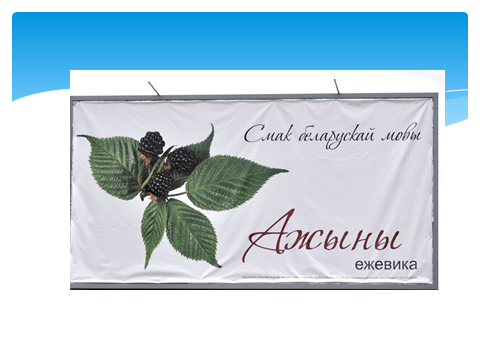 Смак беларускай мовы
Ажыны
ежевика